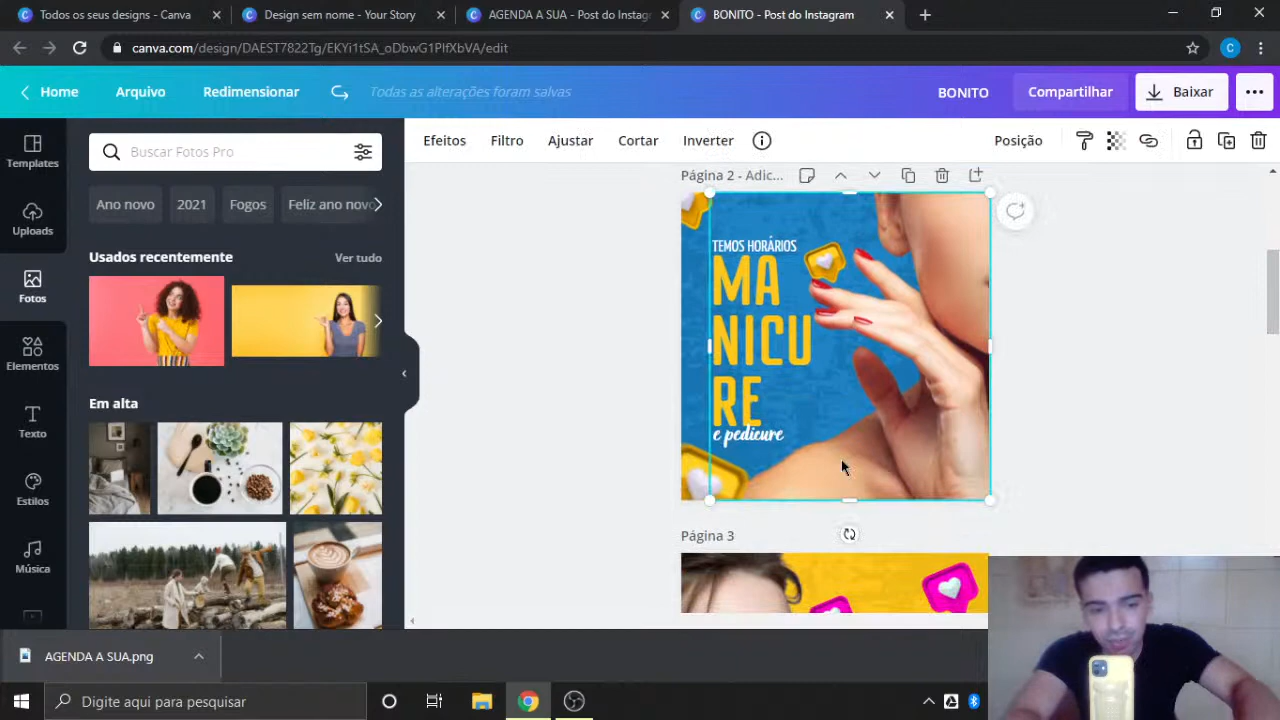 Todos os seus designs - Canva
Design sem nome - Your Story
AGENDA A SUA - Post do Instag
BONITO - Post do Instagram
canva.com/design/DAEST7822Tg/EKYi1tSA_oDbwG1PIfXbVA/edit
C
Home
Arquivo
Redimensionar
Todas as alterações foram salvas
BONITO
Compartilhar
Baixar
Templates
Uploads
Fotos
Elementos
Texto
Estilos
Música
Buscar Fotos Pro
Ano novo
2021
Fogos
Feliz ano novo
Usados recentemente
Ver tudo
Em alta
Efeitos
Filtro
Ajustar
Cortar
Inverter
Posição
Página 2 - Adic...
TEMOS HORÁRIOS
MA
NICU
RE
e pedicure
Página 3
AGENDA A SUA.png
Digite aqui para pesquisar